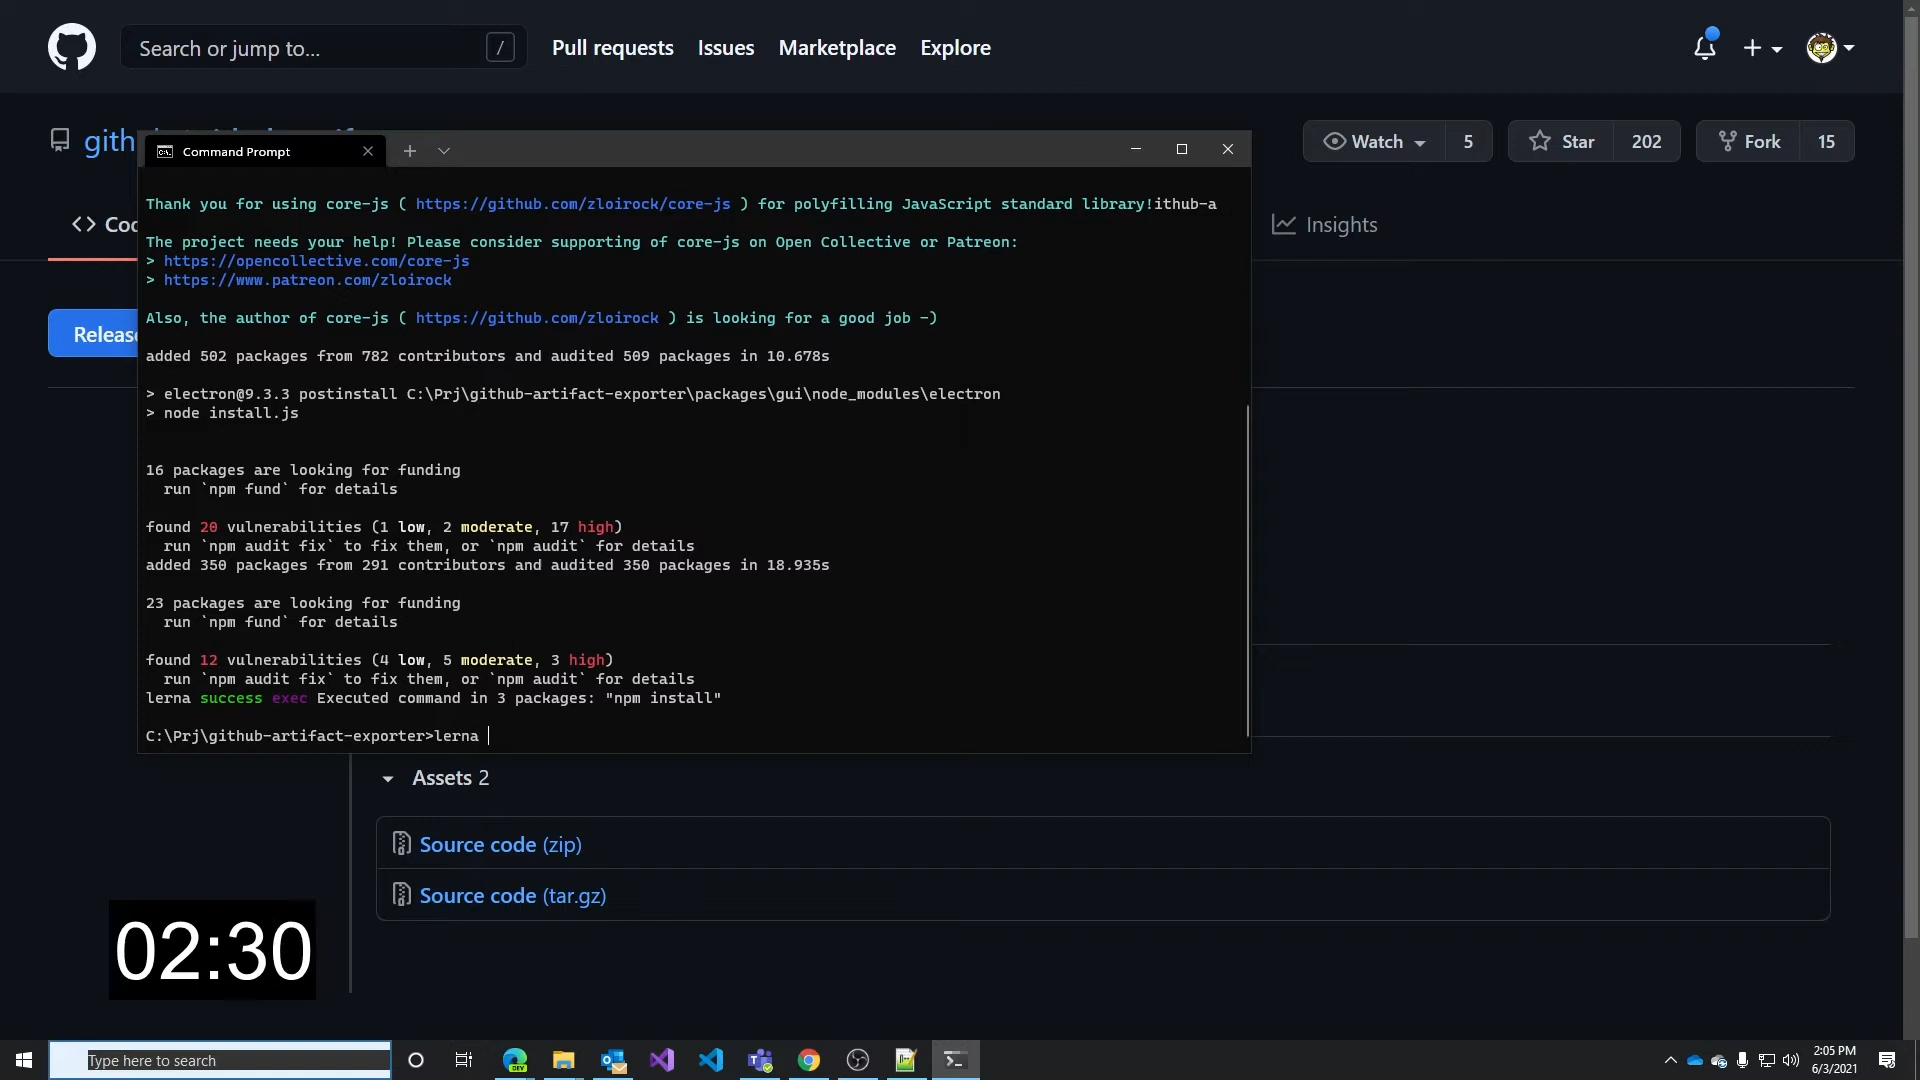 Search or jump to...
/
Pull requests
Issues
Marketplace
Explore
gith
Watch
5
Star
202
Fork
15
Command Prompt
Insights
Releas
Thank you for using core-js ( https://github.com/zloirock/core-js ) for polyfilling JavaScript standard library!ithub-a
The project needs your help! Please consider supporting of core-js on Open Collective or Patreon:
> https://opencollective.com/core-js
> https://www.patreon.com/zloirock
Also, the author of core-js ( https://github.com/zloirock ) is looking for a good job -)
added 502 packages from 782 contributors and audited 509 packages in 10.678s
> electron@9.3.3 postinstall C:\Prj\github-artifact-exporter\packages\gui\node_modules\electron
> node install.js
16 packages are looking for funding
run `npm fund` for details
found 20 vulnerabilities (1 low, 2 moderate, 17 high)
run `npm audit fix` to fix them, or `npm audit` for details
added 350 packages from 291 contributors and audited 350 packages in 18.935s
23 packages are looking for funding
run `npm fund` for details
found 12 vulnerabilities (4 low, 5 moderate, 3 high)
run `npm audit fix` to fix them, or `npm audit` for details
lerna success exec Executed command in 3 packages: "npm install"
C:\Prj\github-artifact-exporter>lerna
Assets 2
Source code (zip)
Source code (tar.gz)
02:30
Type here to search
DEV
2:05 PM
6/3/2021